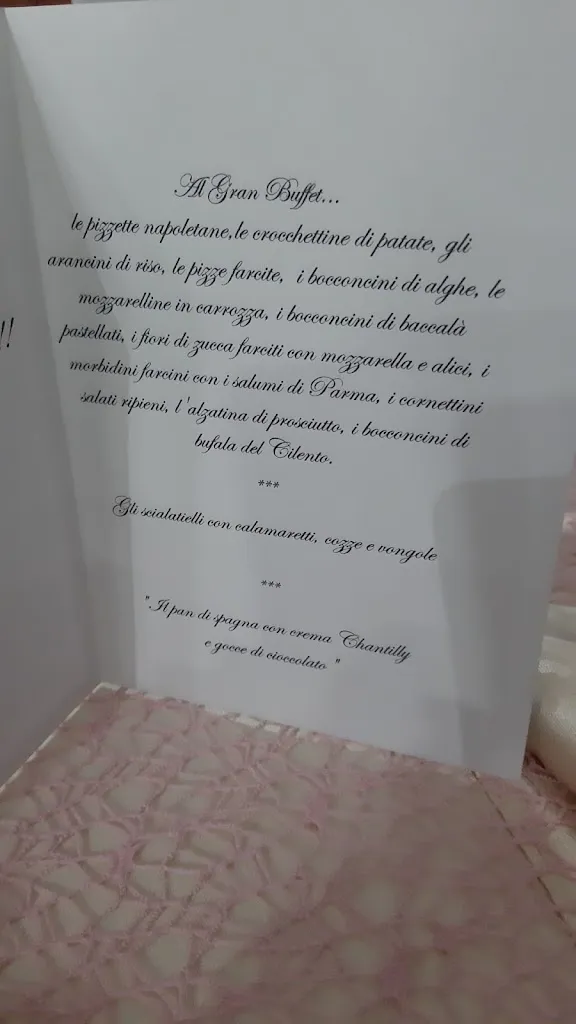 Al Gran Buffet...
le pizzette napoletane,le crocchettine di patate, gli
arancini di riso, le pizze farcite, i bocconcini di alghe, le
mozzarelline in carrozza, i bocconcini di baccalà
!!
pastellati, i fiori di zucca farciti con mozzarella e alici, i
morbidini farcini con i salumi di Parma, i cornettini
salati ripieni, l'alzatina di prosciutto, i bocconcini di
bufala del Cilento.
***
Gli scialatielli con calamaretti, cozze e vongole
***
"Il pan di spagna con crema Chantilly
e gocce di cioccolato "